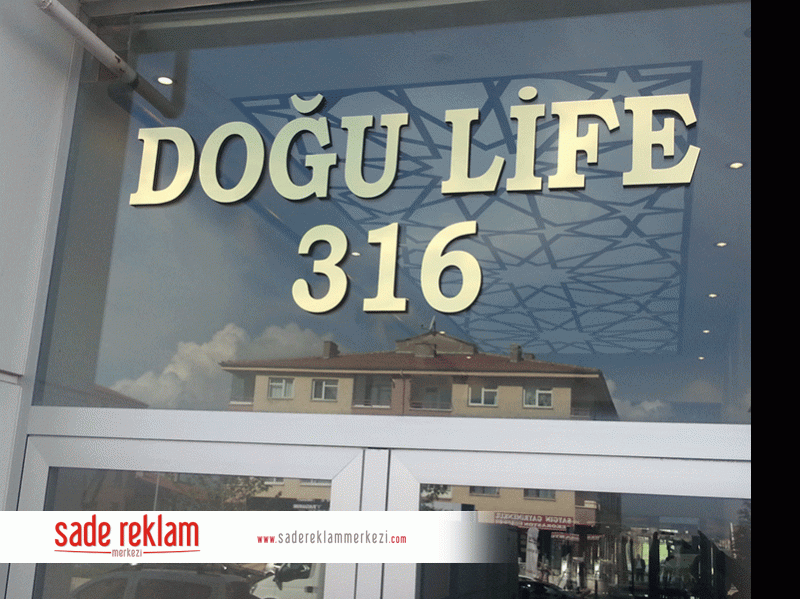 DOĞU LİFE
316
sade reklam
merkezi
www.sadereklammerkezi.com